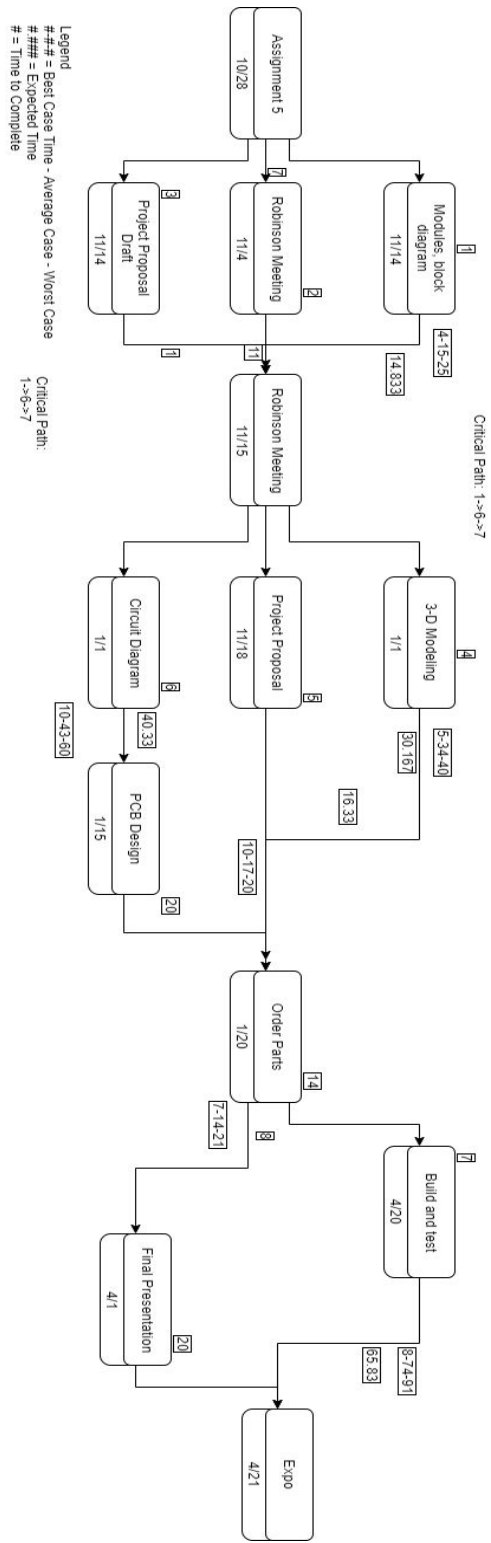 Critical Path: 1->6->7
Assignment 5
10/28
1
Modules, block
diagram
11/14
4-15-25
14.833
7
Robinson Meeting
2
11/4
11
3
Project Proposal
Draft
11/14
1
Robinson Meeting
11/15
4
3-D Modeling
1/1
5-34-40
30.167
Project Proposal
5
11/18
16.33
10-17-20
Circuit Diagram
6
1/1
40.33
10-43-60
PCB Design
20
1/15
Order Parts
14
1/20
7
Build and test
4/20
8-74-91
65.83
8
7-14-21
Final Presentation
20
4/1
Expo
4/21
Legend
#-#-# = Best Case Time - Average Case - Worst Case
#.### = Expected Time
# = Time to Complete
Critical Path:
1->6->7